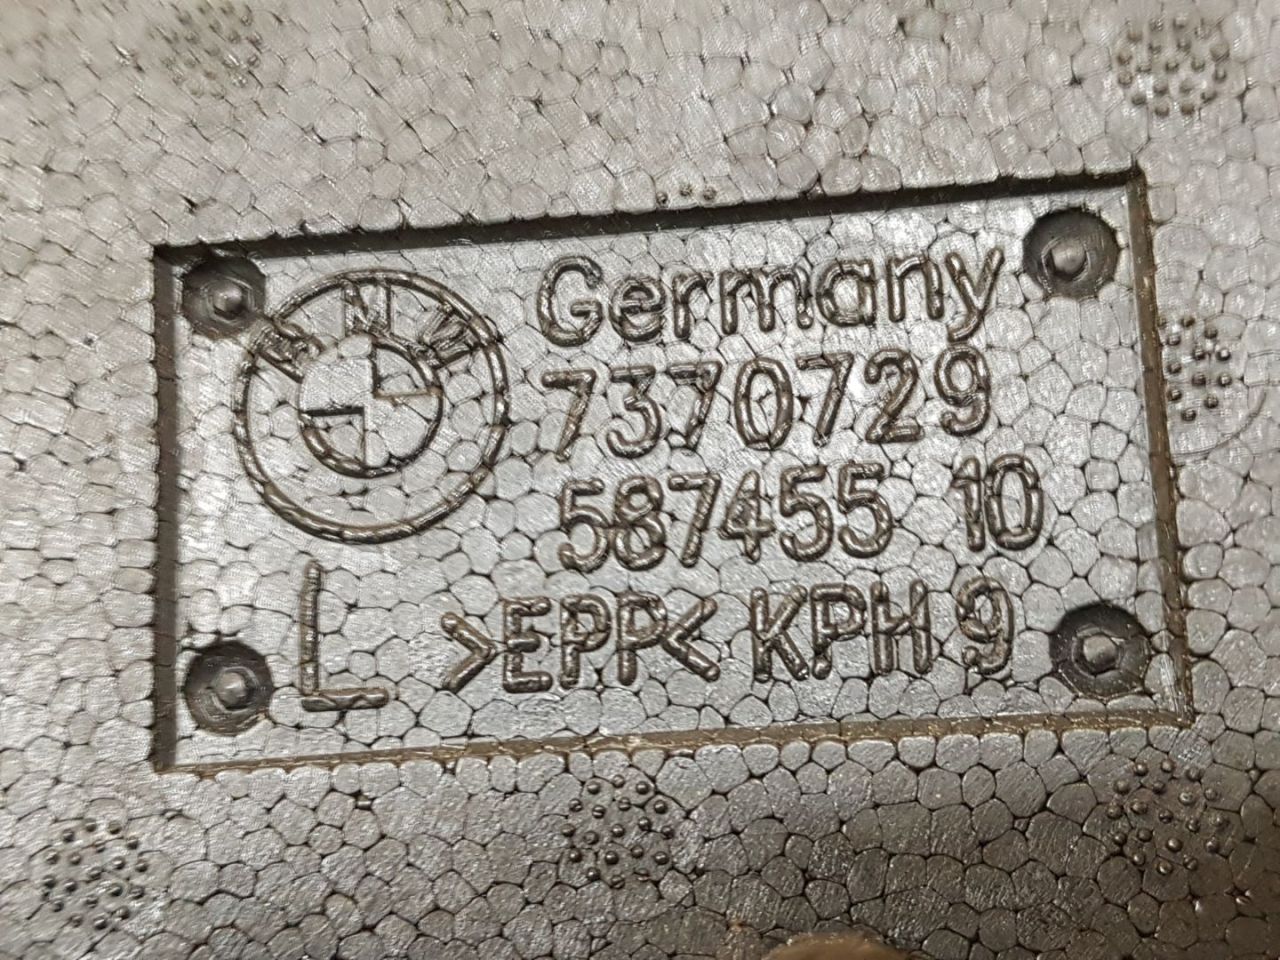 BMW
Germany
7370729
587455 10
L >EPP< KPH 9